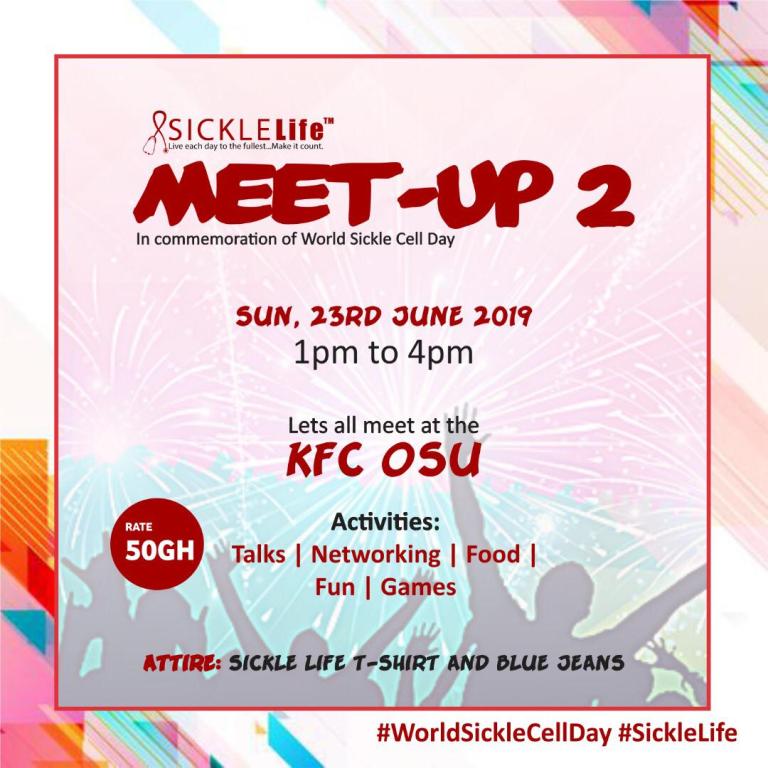 SICKLELife™
Live each day to the fullest...Make it count.
MEET-UP 2
In commemoration of World Sickle Cell Day
SUN, 23RD JUNE 2019
1pm to 4pm
Lets all meet at the
KFC OSU
RATE
50GH
Activities:
Talks | Networking | Food |
Fun | Games
ATTIRE: SICKLE LIFE T-SHIRT AND BLUE JEANS
#WorldSickleCellDay #SickleLife